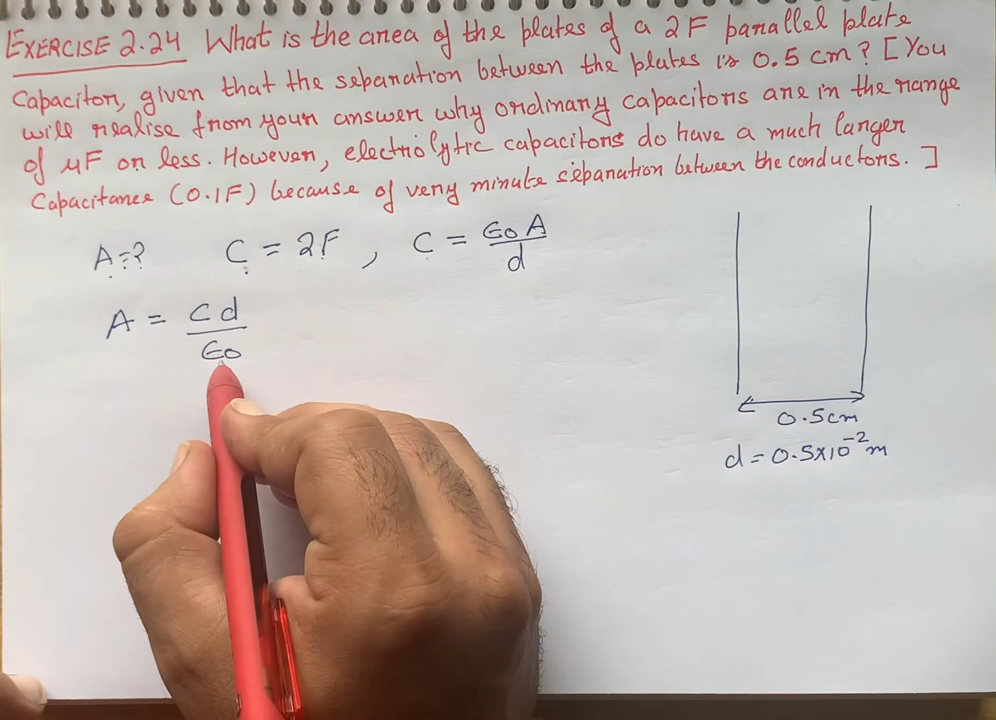 EXERCISE 2.24 What is the area of the plates of a 2F parallel plate
Capacitor, given that the separation between the plates is 0.5 cm? [You
will realise from your answer why ordinary capacitors are in the range
of μF or less. However, electrolytic capacitors do have a much larger
Capacitance (0.1F) because of very minute separation between the conductors. ]
A=? C = 2F , C = ϵ0 A / d
A = C d / ϵ0
0.5cm
d = 0.5×10⁻² m